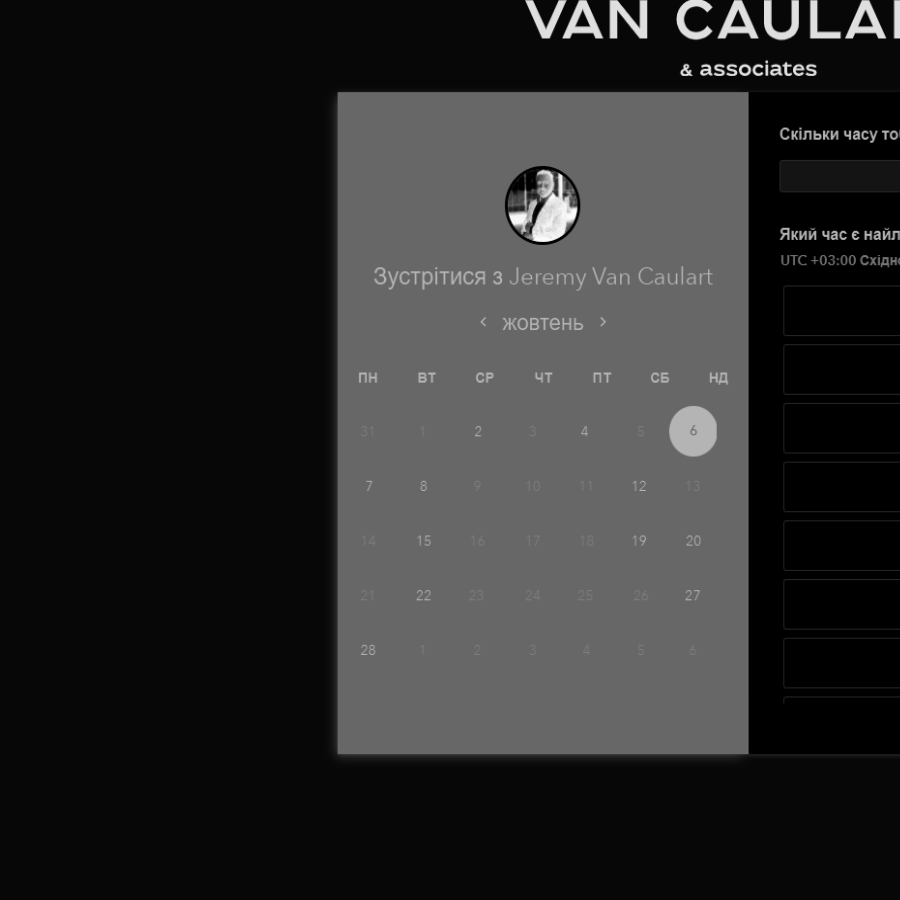 VAN CAULA
& associates
Скільки часу то
Зустрітися з Jeremy Van Caulart
Який час є найл
UTC +03:00 Східн
‹ жовтень ›
ПН ВТ СР ЧТ ПТ СБ НД
31 1 2 3 4 5 6
7 8 9 10 11 12 13
14 15 16 17 18 19 20
21 22 23 24 25 26 27
28 1 2 3 4 5 6